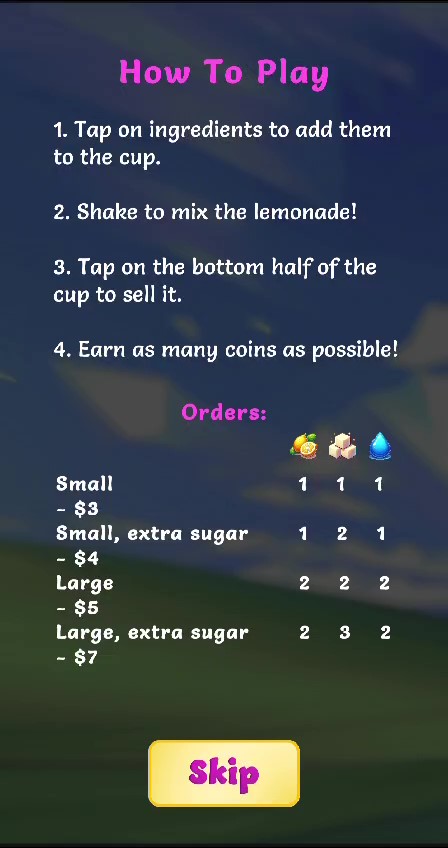 How To Play
1. Tap on ingredients to add them
to the cup.
2. Shake to mix the lemonade!
3. Tap on the bottom half of the
cup to sell it.
4. Earn as many coins as possible!
Orders:
Small 1 1 1
- $3
Small, extra sugar 1 2 1
- $4
Large 2 2 2
- $5
Large, extra sugar 2 3 2
- $7
Skip